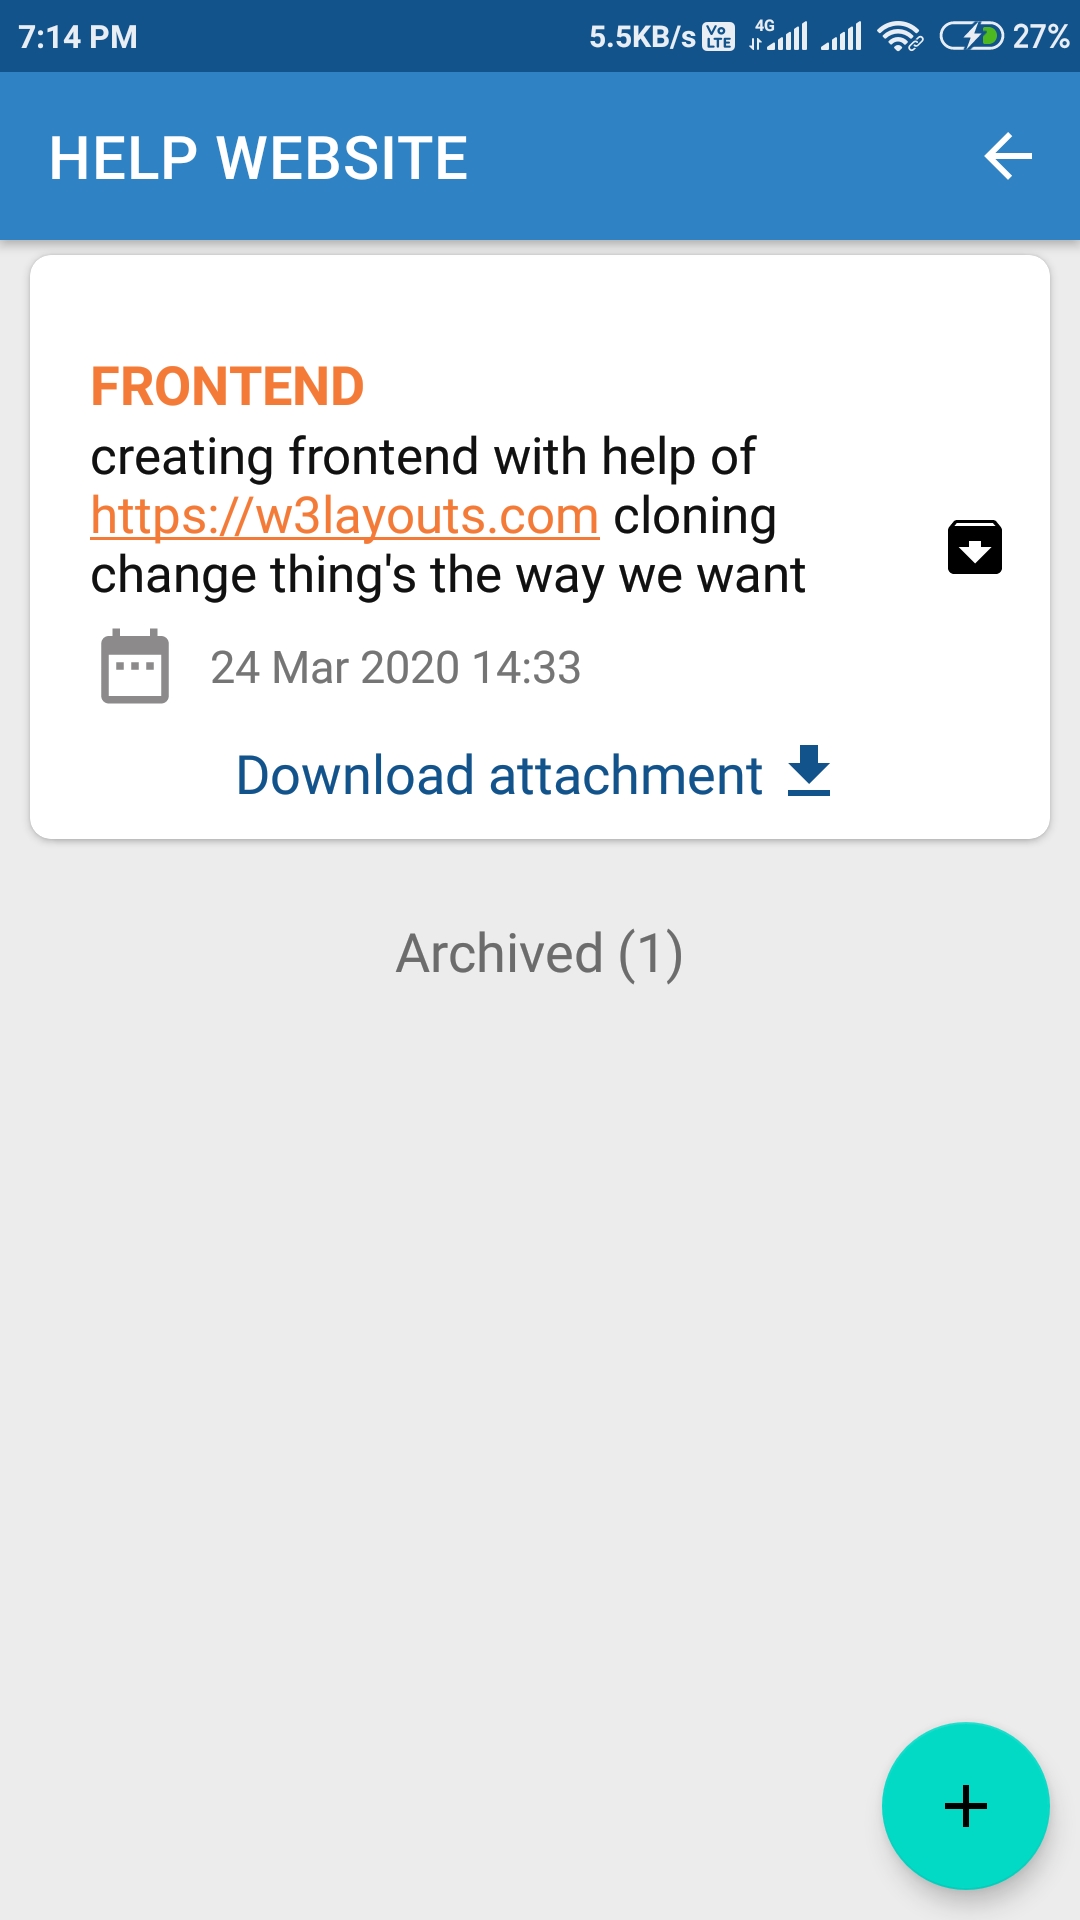 7:14 PM 5.5KB/s Vo LTE 4G 27%
HELP WEBSITE
FRONTEND
creating frontend with help of
https://w3layouts.com cloning
change thing's the way we want
24 Mar 2020 14:33
Download attachment
Archived (1)